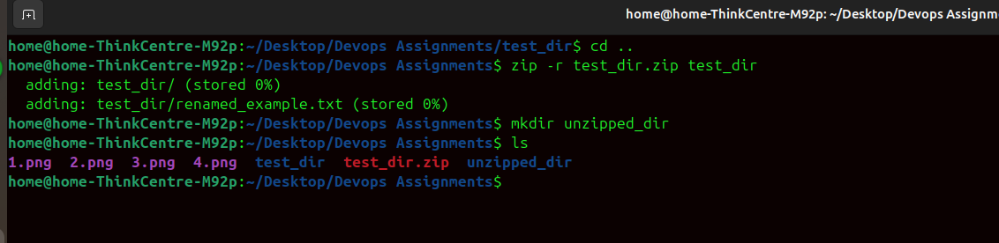 home@home-ThinkCentre-M92p: ~/Desktop/Devops Assignm
home@home-ThinkCentre-M92p:~/Desktop/Devops Assignments/test_dir$ cd ..
home@home-ThinkCentre-M92p:~/Desktop/Devops Assignments$ zip -r test_dir.zip test_dir
  adding: test_dir/ (stored 0%)
  adding: test_dir/renamed_example.txt (stored 0%)
home@home-ThinkCentre-M92p:~/Desktop/Devops Assignments$ mkdir unzipped_dir
home@home-ThinkCentre-M92p:~/Desktop/Devops Assignments$ ls
1.png  2.png  3.png  4.png  test_dir  test_dir.zip  unzipped_dir
home@home-ThinkCentre-M92p:~/Desktop/Devops Assignments$